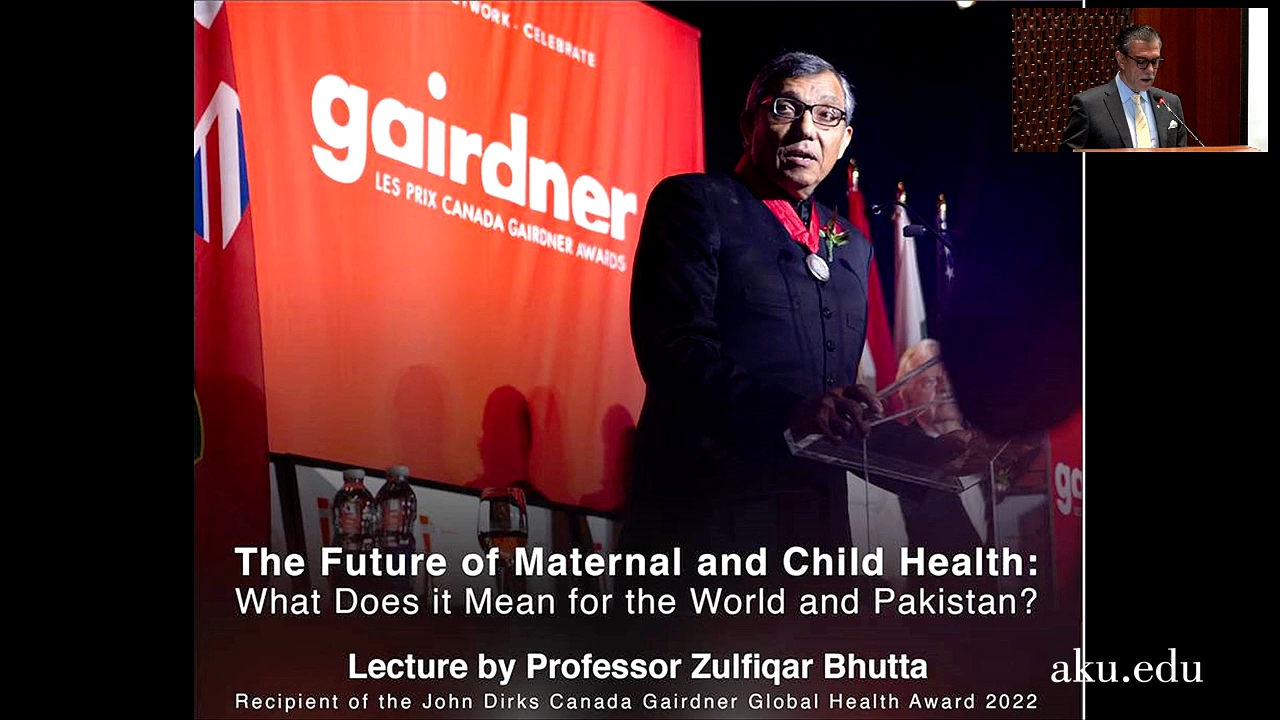 · CELEBRATE
gairdner
LES PRIX CANADA GAIRDNER AWARDS
The Future of Maternal and Child Health:
What Does it Mean for the World and Pakistan?
Lecture by Professor Zulfiqar Bhutta
Recipient of the John Dirks Canada Gairdner Global Health Award 2022
aku.edu